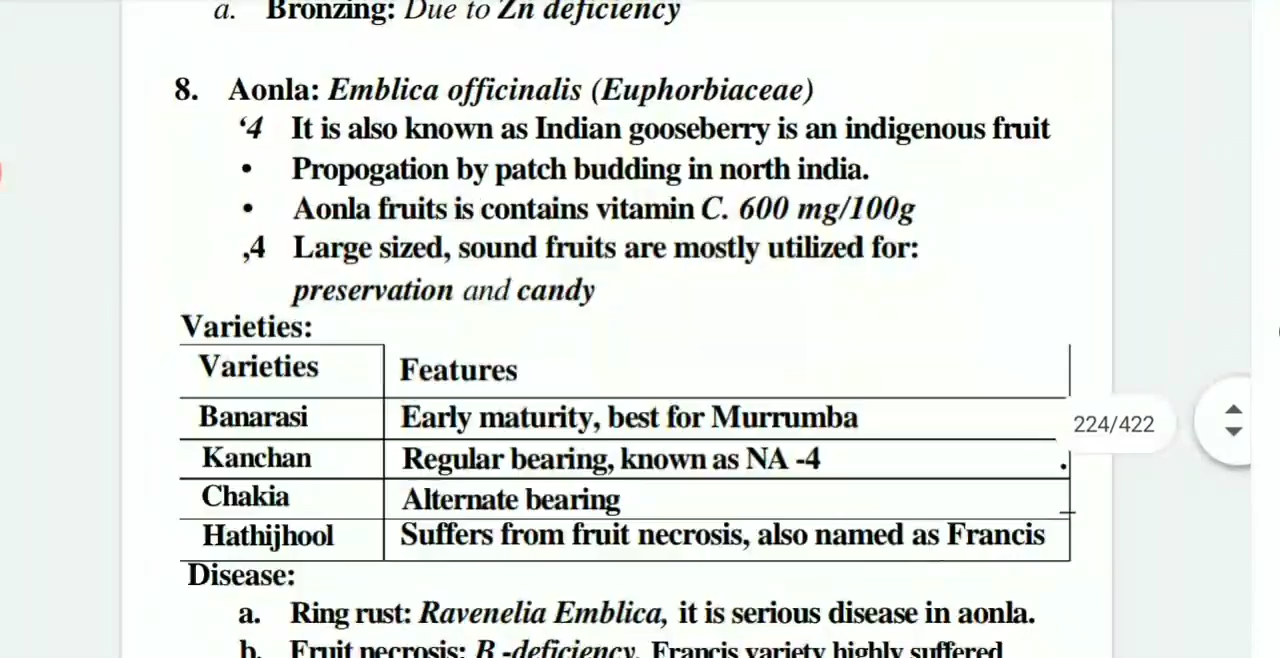 a. Bronzing: Due to Zn deficiency
8. Aonla: Emblica officinalis (Euphorbiaceae)
‘4 It is also known as Indian gooseberry is an indigenous fruit
• Propogation by patch budding in north india.
• Aonla fruits is contains vitamin C. 600 mg/100g
,4 Large sized, sound fruits are mostly utilized for:
preservation and candy
Varieties:
Varieties Features
Banarasi Early maturity, best for Murrumba
224/422
Kanchan Regular bearing, known as NA -4 .
Chakia Alternate bearing
Hathijhool Suffers from fruit necrosis, also named as Francis
Disease:
a. Ring rust: Ravenelia Emblica, it is serious disease in aonla.
b. Fruit necrosis: B -deficiency. Francis variety highly suffered